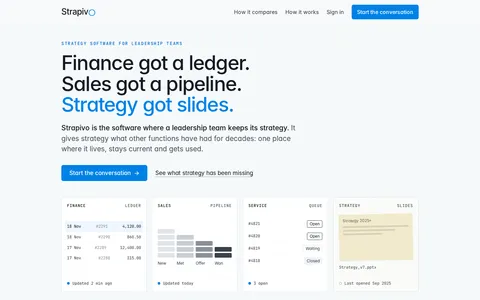 Strapivo
How it compares
How it works
Sign in
Start the conversation
STRATEGY SOFTWARE FOR LEADERSHIP TEAMS
Finance got a ledger.
Sales got a pipeline.
Strategy got slides.
Strapivo is the software where a leadership team keeps its strategy. It
gives strategy what other functions have had for decades: one place
where it lives, stays current and gets used.
Start the conversation →
See what strategy has been missing
FINANCE LEDGER
18 Nov 4,120.00
16 Nov 860.50
17 Nov 12,400.00
17 Nov 315.00
Updated 2 min ago
SALES PIPELINE
New Met Offer Won
Updated today
SERVICE QUEUE
#4821 Open
#4820 Open
#4819 Waiting
#4818 Closed
3 open
STRATEGY SLIDES
Strategy 2025
Strategy_v7.pptx
Last opened Sep 2025